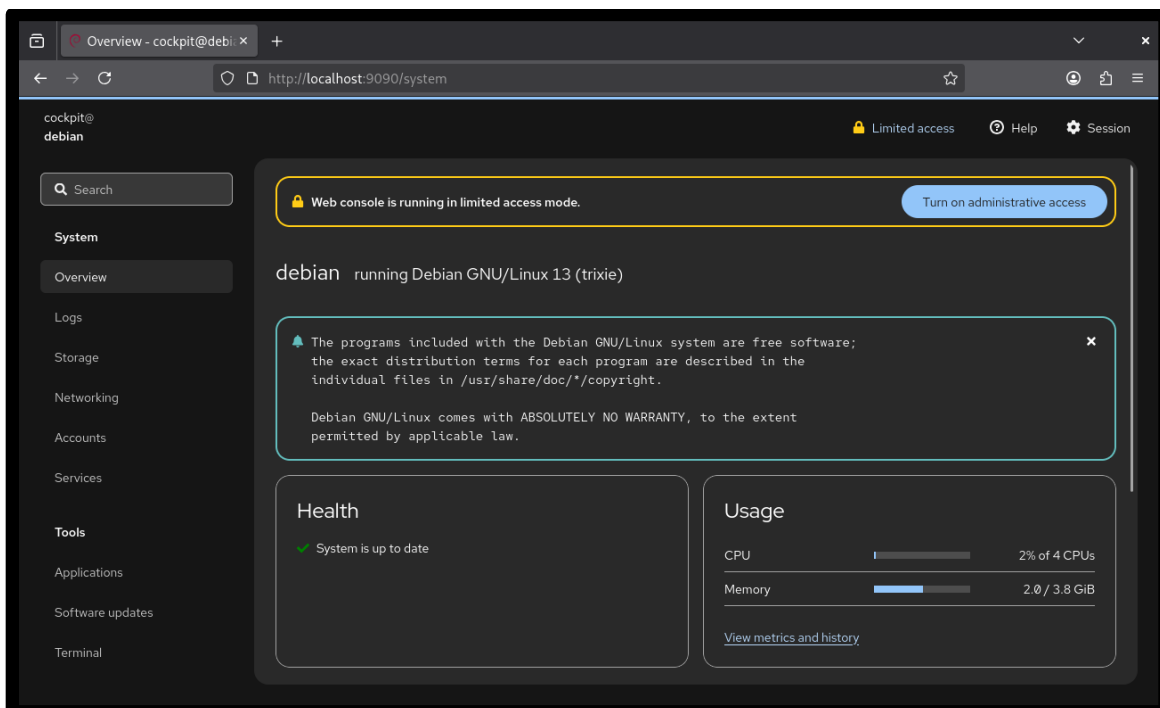 Overview - cockpit@debi
http://localhost:9090/system
cockpit@
debian
Limited access
Help
Session
Search
System
Overview
Logs
Storage
Networking
Accounts
Services
Tools
Applications
Software updates
Terminal
Web console is running in limited access mode.
Turn on administrative access
debian running Debian GNU/Linux 13 (trixie)
The programs included with the Debian GNU/Linux system are free software;
the exact distribution terms for each program are described in the
individual files in /usr/share/doc/*/copyright.
Debian GNU/Linux comes with ABSOLUTELY NO WARRANTY, to the extent
permitted by applicable law.
Health
System is up to date
Usage
CPU 2% of 4 CPUs
Memory 2.0 / 3.8 GiB
View metrics and history